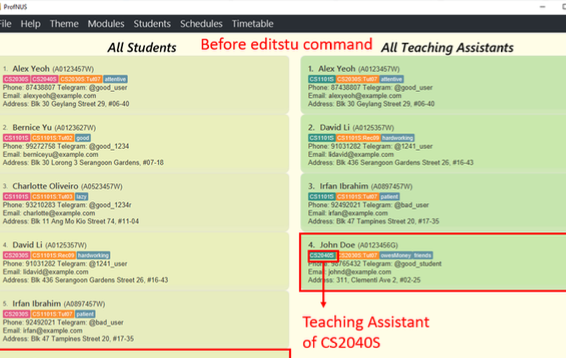 ProfNUS
File Help Theme Modules Students Schedules Timetable
All Students
Before editstu command
All Teaching Assistants
1. Alex Yeoh (A0123457W)
CS2030S CS2040S CS2030S:Tut07 attentive
Phone: 87438807 Telegram: @good_user
Email: alexyeoh@example.com
Address: Blk 30 Geylang Street 29, #06-40
2. Bernice Yu (A0123627W)
CS1101S CS1101S:Tut02 good
Phone: 99272758 Telegram: @good_1234
Email: berniceyu@example.com
Address: Blk 30 Lorong 3 Serangoon Gardens, #07-18
3. Charlotte Oliveiro (A0523457W)
CS1101S CS1101S:Tut03 lazy
Phone: 93210283 Telegram: @good_1234r
Email: charlotte@example.com
Address: Blk 11 Ang Mo Kio Street 74, #11-04
4. David Li (A0125357W)
CS1101S CS1101S:Rec09 hardworking
Phone: 91031282 Telegram: @1241_user
Email: lidavid@example.com
Address: Blk 436 Serangoon Gardens Street 26, #16-43
5. Irfan Ibrahim (A0897457W)
CS1101S CS1101S:Tut07 patient
Phone: 92492021 Telegram: @bad_user
Email: irfan@example.com
Address: Blk 47 Tampines Street 20, #17-35
1. Alex Yeoh (A0123457W)
CS1101S CS2030S:Tut07 attentive
Phone: 87438807 Telegram: @good_user
Email: alexyeoh@example.com
Address: Blk 30 Geylang Street 29, #06-40
2. David Li (A0125357W)
CS1101S CS1101S:Rec09 hardworking
Phone: 91031282 Telegram: @1241_user
Email: lidavid@example.com
Address: Blk 436 Serangoon Gardens Street 26, #16-43
3. Irfan Ibrahim (A0897457W)
CS1101S CS1101S:Tut07 patient
Phone: 92492021 Telegram: @bad_user
Email: irfan@example.com
Address: Blk 47 Tampines Street 20, #17-35
4. John Doe (A0123456G)
CS2040S CS2030S:Tut07 owesMoney friends
Phone: 98765432 Telegram: @good_student
Email: johnd@example.com
Address: 311, Clementi Ave 2, #02-25
Teaching Assistant
of CS2040S